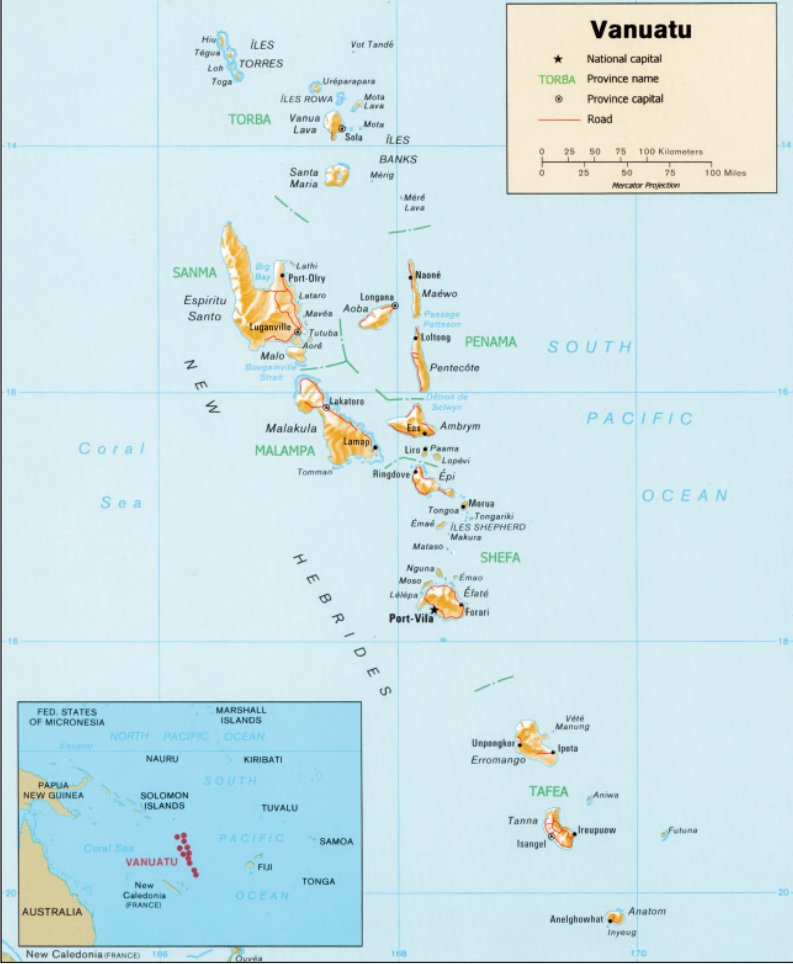 Vanuatu
National capital
TORBA Province name
Province capital
Road
0 25 50 75 100 Kilometers
0 25 50 75 100 Miles
Mercator Projection
Hiu
Tégua
Loh
Toga
ÎLES
TORRES
Vot Tandé
Uréparapara
ÎLES ROWA
Mota
Lava
TORBA
Vanua
Lava
Mota
Sola
ÎLES
BANKS
14
14
Santa
Maria
Mérig
Méré
Lava
SANMA
Big
Bay
Lathi
Port-Olry
Espiritu
Santo
Lataro
Mavéa
Luganville
Tutuba
Aoré
Malo
Bougainville
Strait
Longana
Aoba
Naoné
Maéwo
Passage
Patteson
Loltong
PENAMA
Pentecôte
SOUTH
PACIFIC
OCEAN
16
16
Détroit de
Selwyn
NEW
HEBRIDES
Lakatoro
Malakula
Lamap
MALAMPA
Tomman
Coral
Sea
Eas
Ambrym
Liro
Paama
Lopévi
Ringdove
Épi
Morua
Tongoa
Tongariki
Émaé
ÎLES SHEPHERD
Makura
Mataso
SHEFA
Nguna
Moso
Émao
Lélépa
Éfaté
Forari
Port-Vila
18
18
Vété
Manung
Unpongkor
Ipota
Erromango
TAFEA
Aniwa
Tanna
Ireupuow
Isangel
Futuna
20
20
Anatom
Anelghowhat
Inyeug
FED. STATES
OF MICRONESIA
MARSHALL
ISLANDS
NORTH PACIFIC OCEAN
Equator
NAURU
KIRIBATI
SOUTH
PAPUA
NEW GUINEA
SOLOMON
ISLANDS
TUVALU
Coral Sea
PACIFIC
SAMOA
VANUATU
FIJI
New
Caledonia
(FRANCE)
TONGA
OCEAN
AUSTRALIA
New Caledonia (FRANCE)
166
Ouvéa
168
170